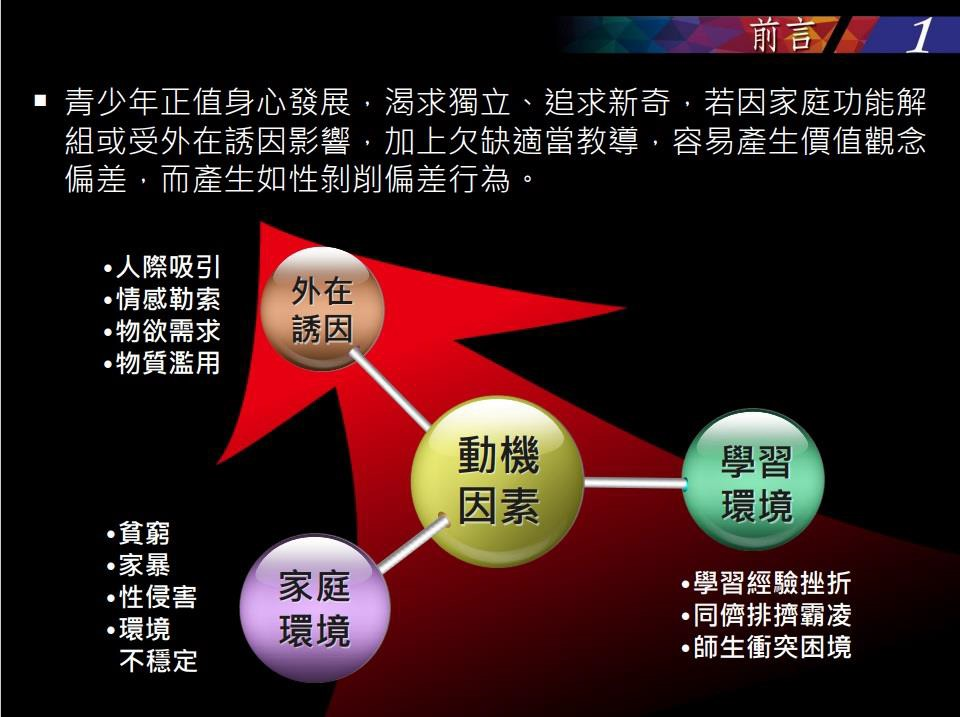 前言
1
▪ 青少年正值身心發展，渴求獨立、追求新奇，若因家庭功能解
組或受外在誘因影響，加上欠缺適當教導，容易產生價值觀念
偏差，而產生如性剝削偏差行為。
•人際吸引
•情感勒索
•物欲需求
•物質濫用
外在
誘因
動機
因素
學習
環境
•貧窮
•家暴
•性侵害
•環境
不穩定
家庭
環境
•學習經驗挫折
•同儕排擠霸凌
•師生衝突困境